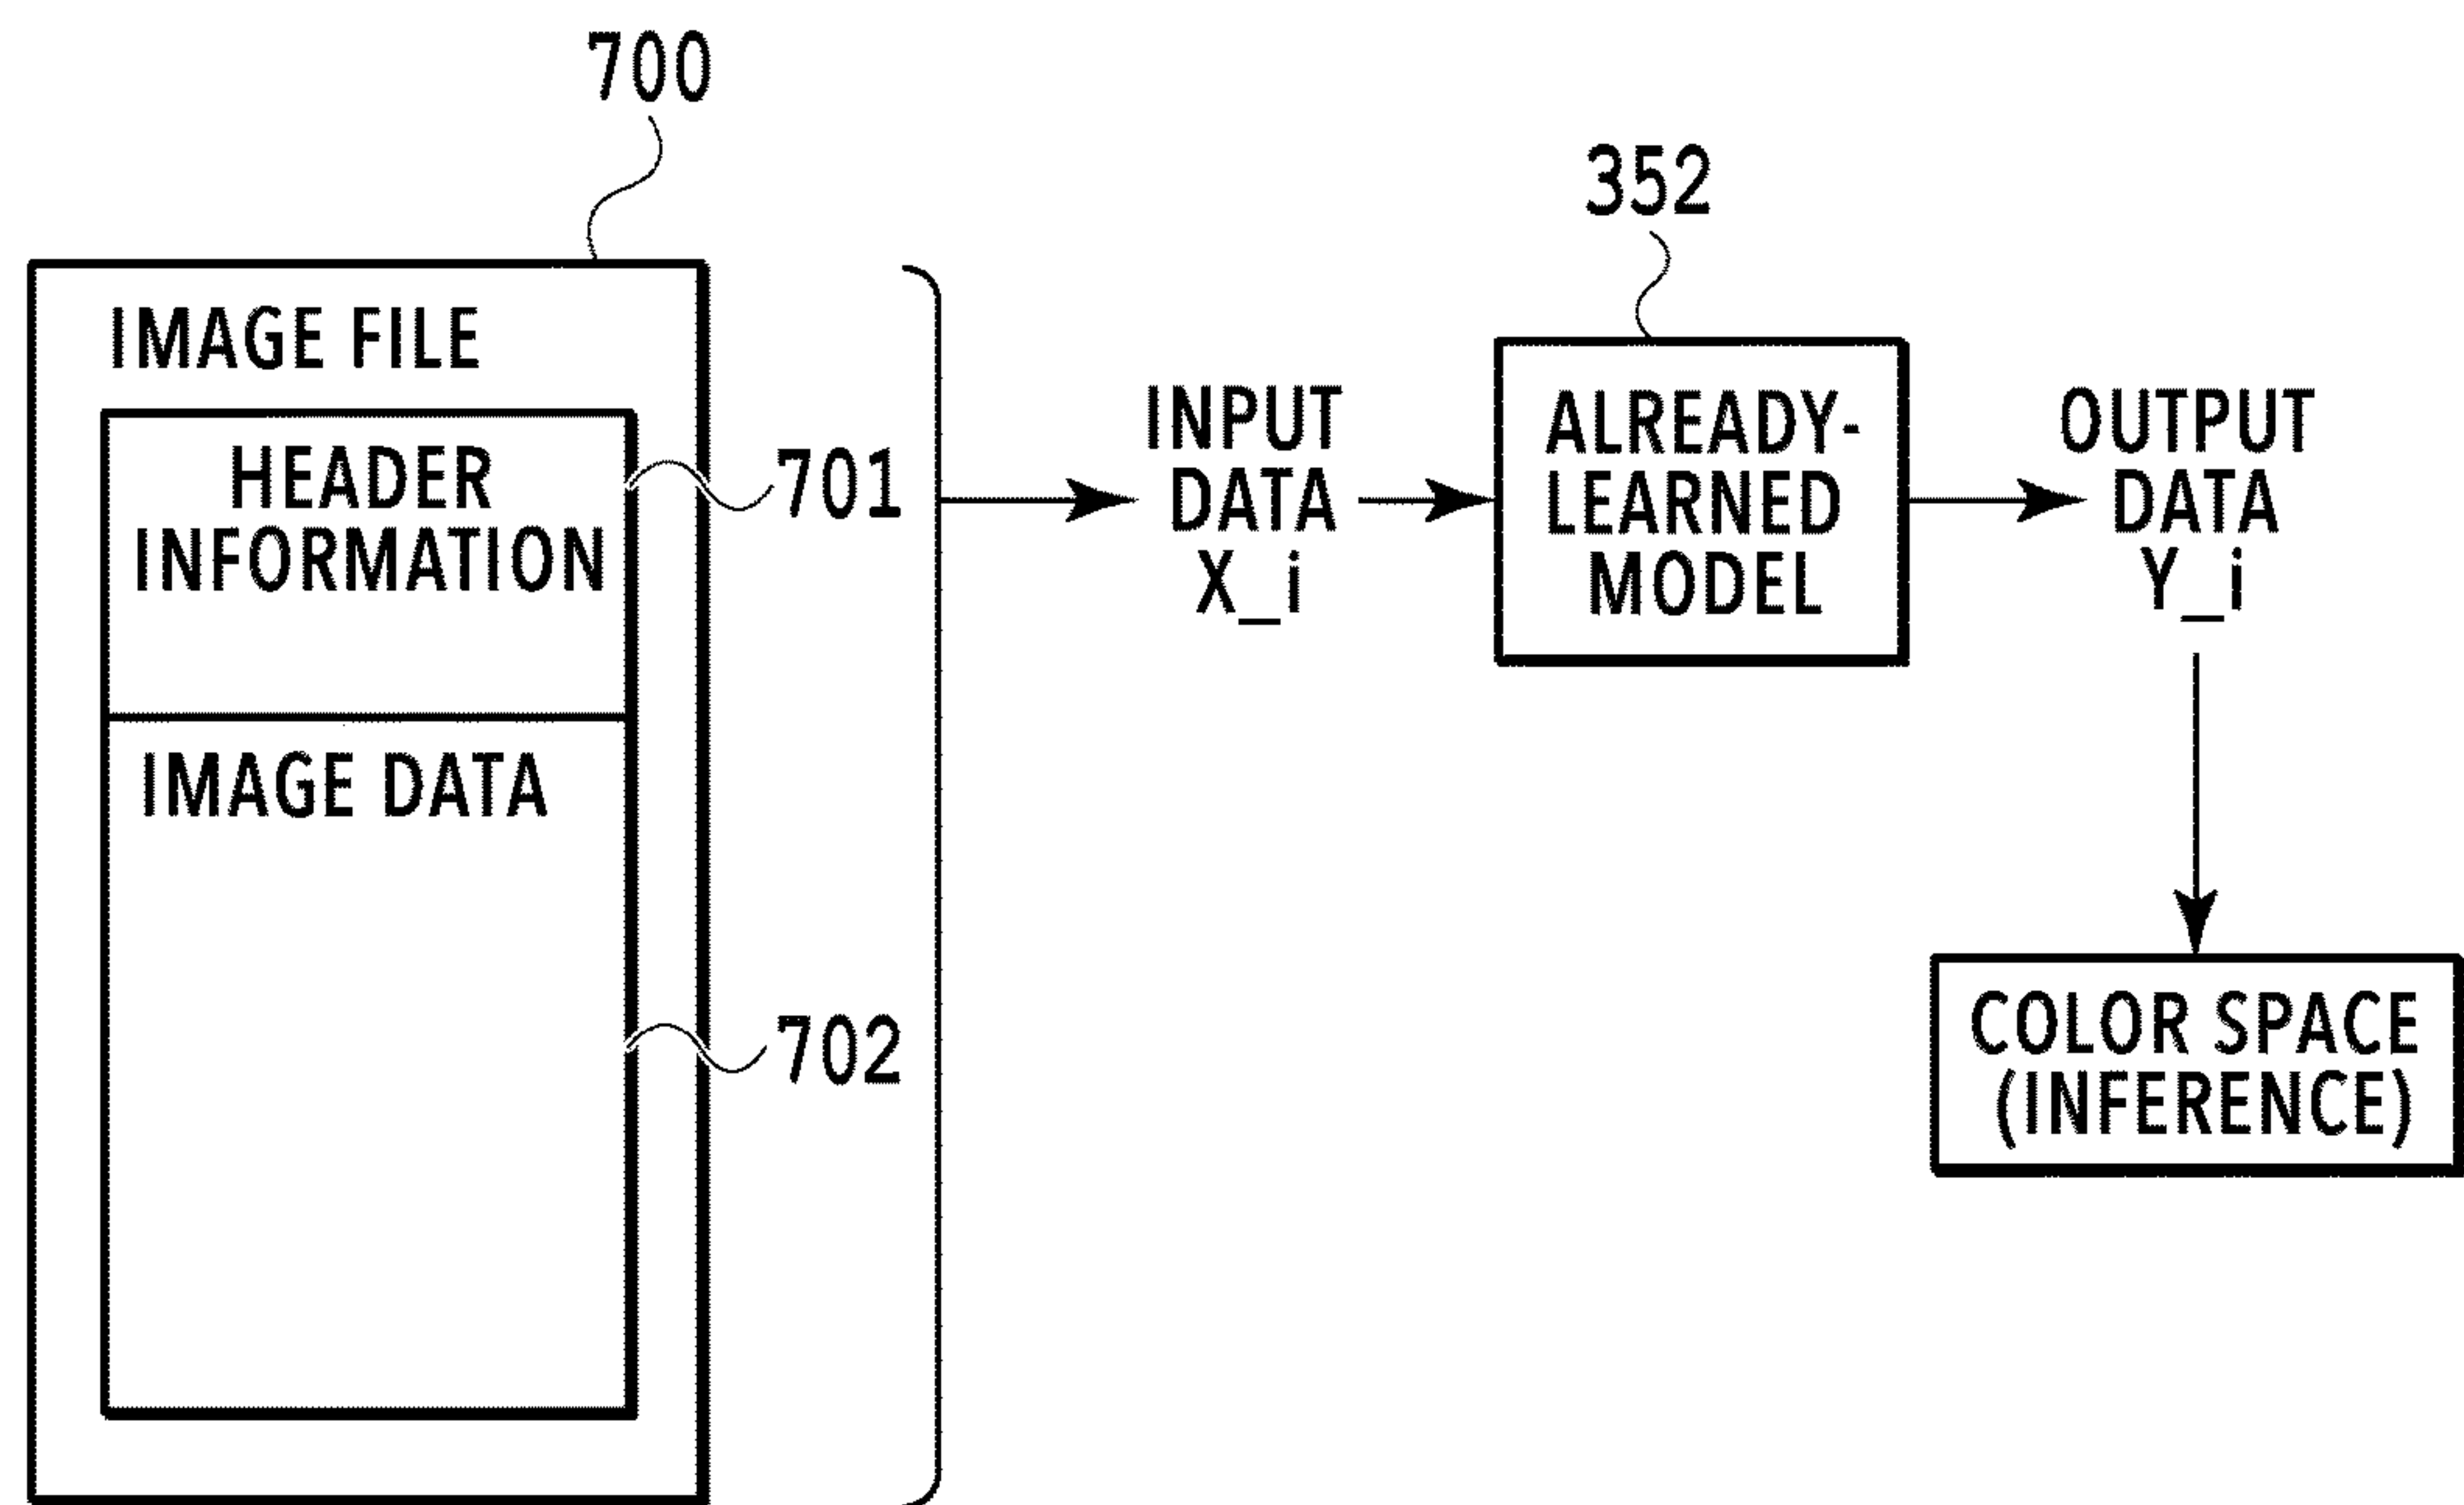 700
IMAGE FILE
HEADER
INFORMATION
701
IMAGE DATA
702
INPUT
DATA
X_i
352
ALREADY-
LEARNED
MODEL
OUTPUT
DATA
Y_i
COLOR SPACE
(INFERENCE)